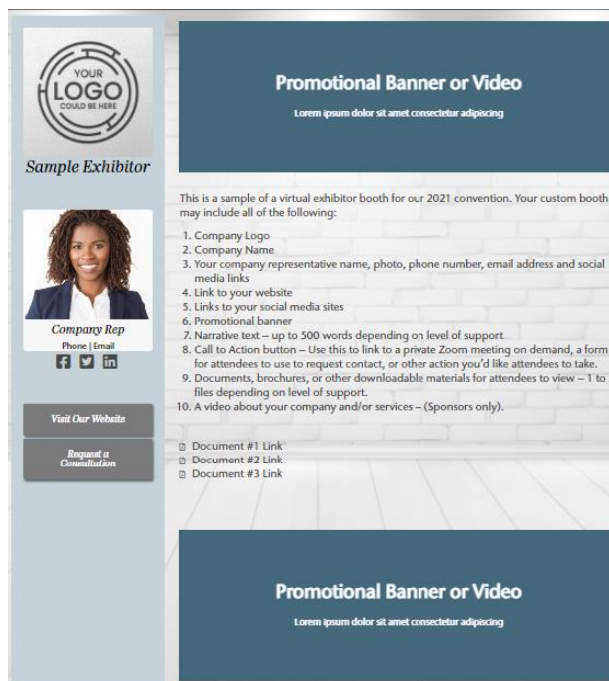 YOUR
LOGO
COULD BE HERE
Sample Exhibitor
Company Rep
Phone | Email
Visit Our Website
Request a
Consultation
Promotional Banner or Video
Lorem ipsum dolor sit amet consectetur adipiscing
This is a sample of a virtual exhibitor booth for our 2021 convention. Your custom booth
may include all of the following:
1. Company Logo
2. Company Name
3. Your company representative name, photo, phone number, email address and social
media links
4. Link to your website
5. Links to your social media sites
6. Promotional banner
7. Narrative text – up to 500 words depending on level of support
8. Call to Action button – Use this to link to a private Zoom meeting on demand, a form
for attendees to use to request contact, or other action you'd like attendees to take.
9. Documents, brochures, or other downloadable materials for attendees to view – 1 to
files depending on level of support.
10. A video about your company and/or services – (Sponsors only).
Document #1 Link
Document #2 Link
Document #3 Link
Promotional Banner or Video
Lorem ipsum dolor sit amet consectetur adipiscing